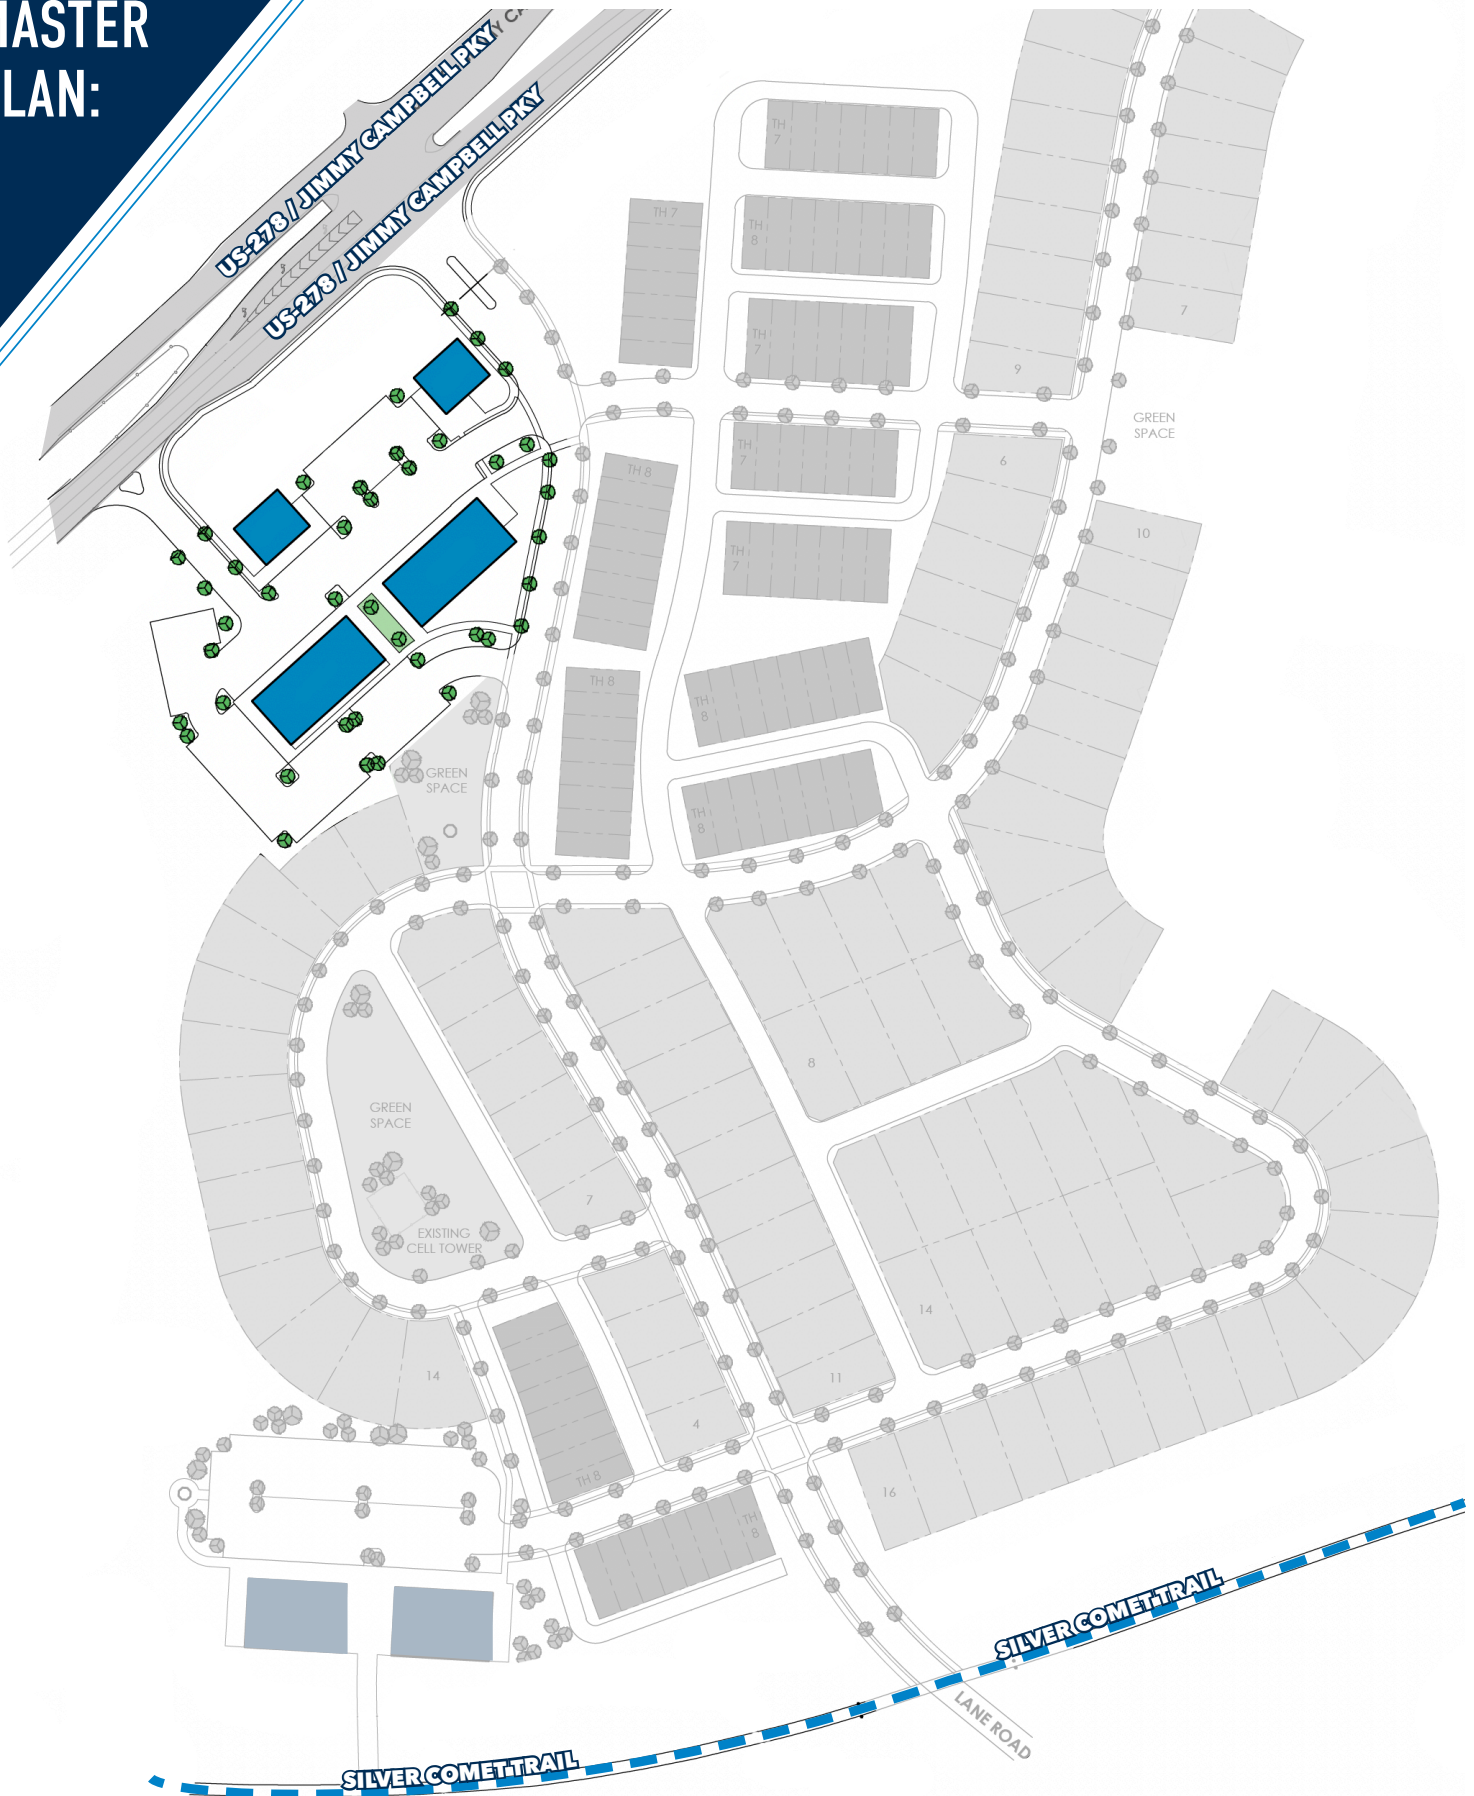 MASTER
LAN:
US-278 / JIMMY CAMPBELL PKY
US-278 / JIMMY CAMPBELL PKY
TH
7
TH 7
TH
8
TH
7
9
7
GREEN
SPACE
TH
7
6
TH 8
10
TH
7
TH 8
TH
8
GREEN
SPACE
TH
8
8
GREEN
SPACE
7
EXISTING
CELL TOWER
14
14
11
4
TH 8
16
TH
8
SILVER COMET TRAIL
LANE ROAD
SILVER COMET TRAIL